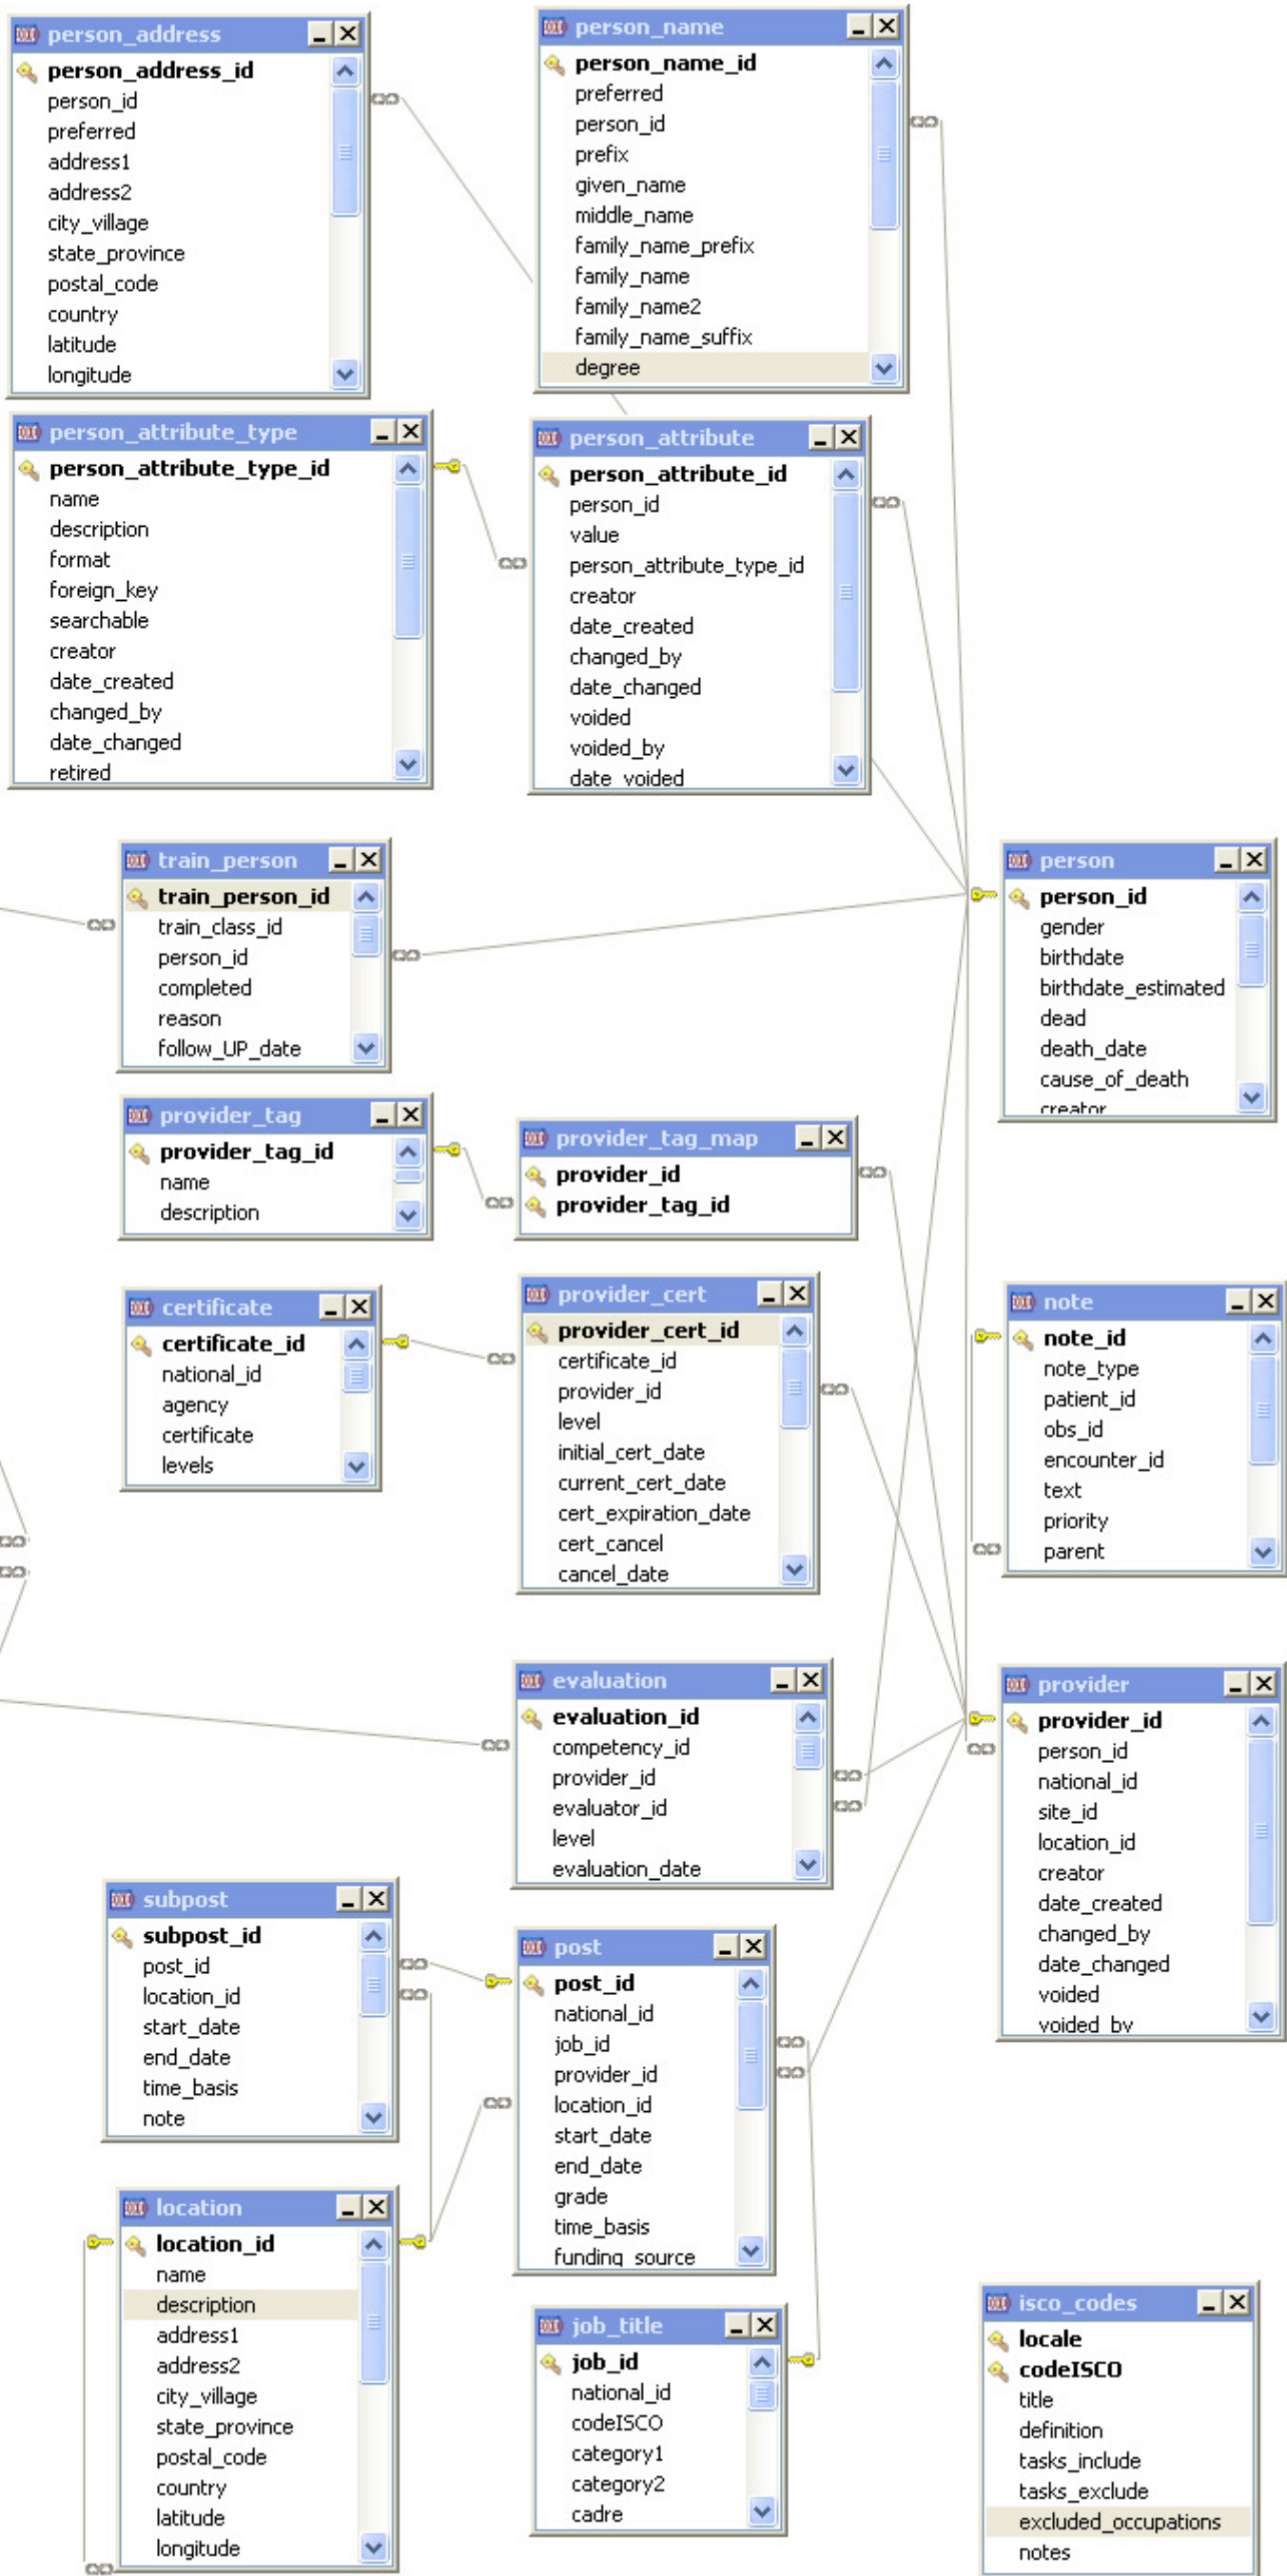 person_address
person_address_id
person_id
preferred
address1
address2
city_village
state_province
postal_code
country
latitude
longitude
person_name
person_name_id
preferred
person_id
prefix
given_name
middle_name
family_name_prefix
family_name
family_name2
family_name_suffix
degree
person_attribute_type
person_attribute_type_id
name
description
format
foreign_key
searchable
creator
date_created
changed_by
date_changed
retired
person_attribute
person_attribute_id
person_id
value
person_attribute_type_id
creator
date_created
changed_by
date_changed
voided
voided_by
date_voided
train_person
train_person_id
train_class_id
person_id
completed
reason
follow_UP_date
person
person_id
gender
birthdate
birthdate_estimated
dead
death_date
cause_of_death
creator
provider_tag
provider_tag_id
name
description
provider_tag_map
provider_id
provider_tag_id
certificate
certificate_id
national_id
agency
certificate
levels
provider_cert
provider_cert_id
certificate_id
provider_id
level
initial_cert_date
current_cert_date
cert_expiration_date
cert_cancel
cancel_date
note
note_id
note_type
patient_id
obs_id
encounter_id
text
priority
parent
evaluation
evaluation_id
competency_id
provider_id
evaluator_id
level
evaluation_date
provider
provider_id
person_id
national_id
site_id
location_id
creator
date_created
changed_by
date_changed
voided
voided_by
subpost
subpost_id
post_id
location_id
start_date
end_date
time_basis
note
post
post_id
national_id
job_id
provider_id
location_id
start_date
end_date
grade
time_basis
funding_source
location
location_id
name
description
address1
address2
city_village
state_province
postal_code
country
latitude
longitude
job_title
job_id
national_id
codeISCO
category1
category2
cadre
isco_codes
locale
codeISCO
title
definition
tasks_include
tasks_exclude
excluded_occupations
notes